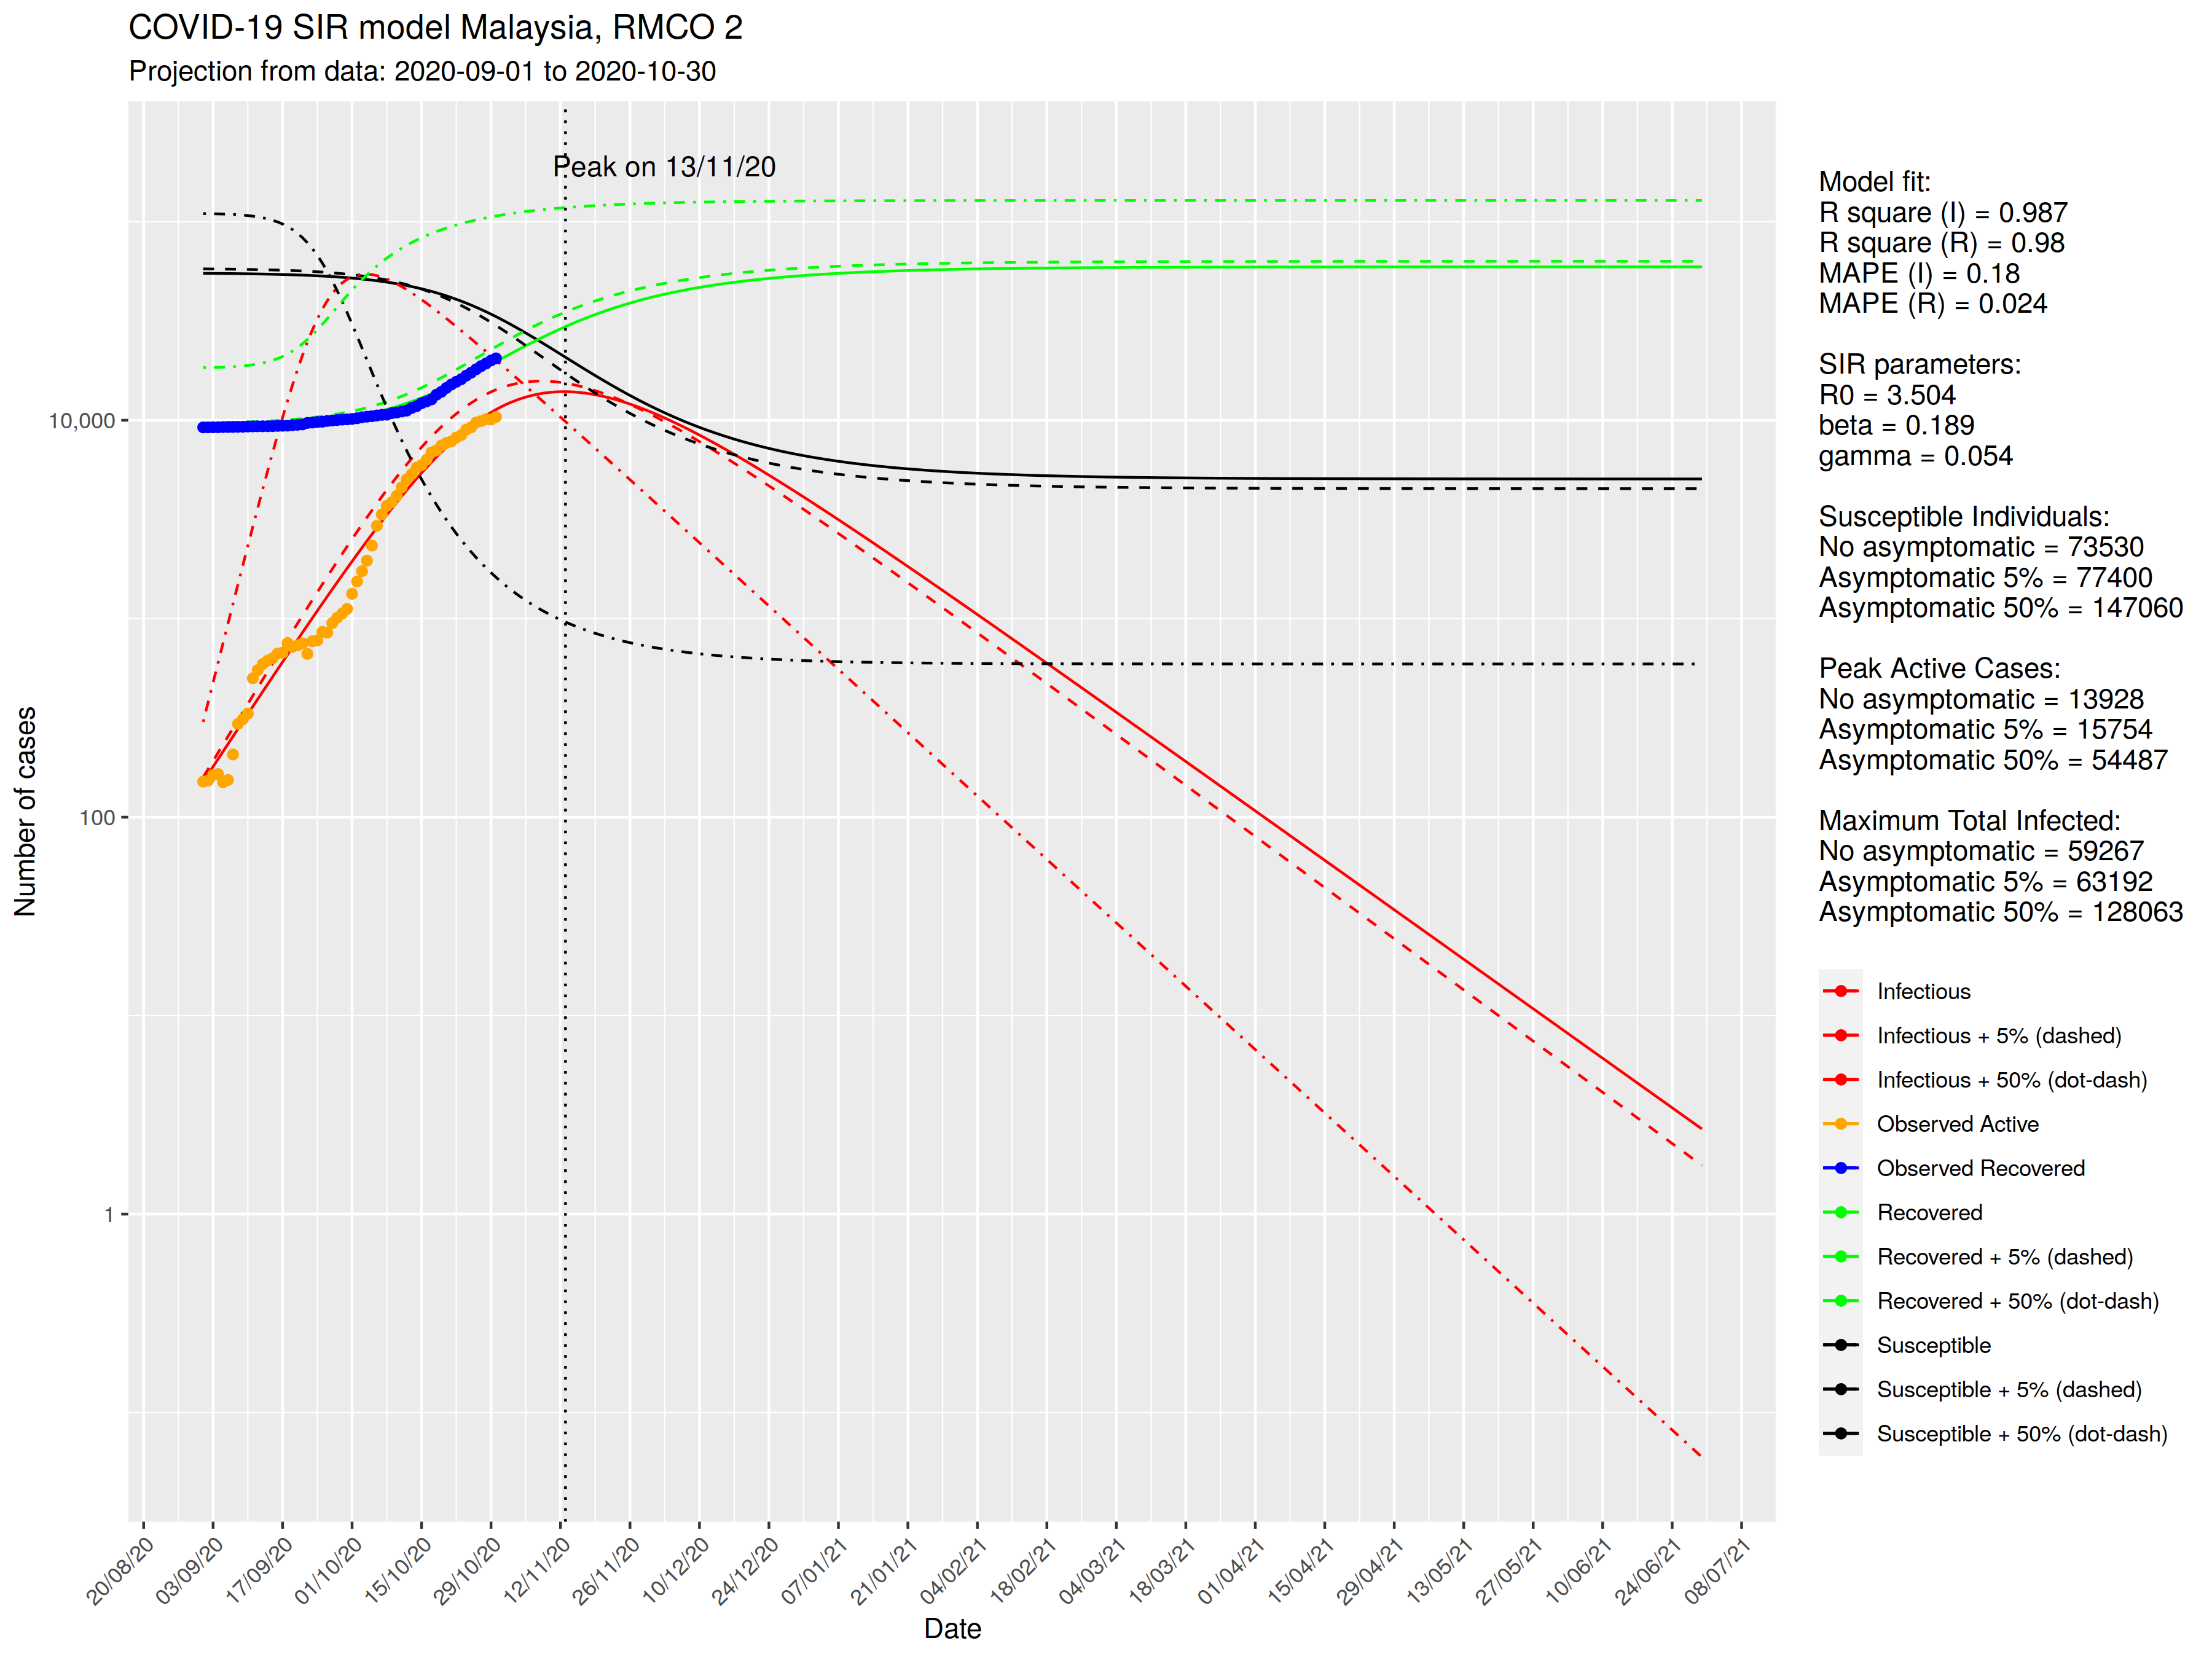 COVID-19 SIR model Malaysia, RMCO 2
Projection from data: 2020-09-01 to 2020-10-30
Peak on 13/11/20
Number of cases
10,000
100
1
20/08/20
03/09/20
17/09/20
01/10/20
15/10/20
29/10/20
12/11/20
26/11/20
10/12/20
24/12/20
07/01/21
21/01/21
04/02/21
18/02/21
04/03/21
18/03/21
01/04/21
15/04/21
29/04/21
13/05/21
27/05/21
10/06/21
24/06/21
08/07/21
Date
Model fit:
R square (I) = 0.987
R square (R) = 0.98
MAPE (I) = 0.18
MAPE (R) = 0.024
SIR parameters:
R0 = 3.504
beta = 0.189
gamma = 0.054
Susceptible Individuals:
No asymptomatic = 73530
Asymptomatic 5% = 77400
Asymptomatic 50% = 147060
Peak Active Cases:
No asymptomatic = 13928
Asymptomatic 5% = 15754
Asymptomatic 50% = 54487
Maximum Total Infected:
No asymptomatic = 59267
Asymptomatic 5% = 63192
Asymptomatic 50% = 128063
Infectious
Infectious + 5% (dashed)
Infectious + 50% (dot-dash)
Observed Active
Observed Recovered
Recovered
Recovered + 5% (dashed)
Recovered + 50% (dot-dash)
Susceptible
Susceptible + 5% (dashed)
Susceptible + 50% (dot-dash)